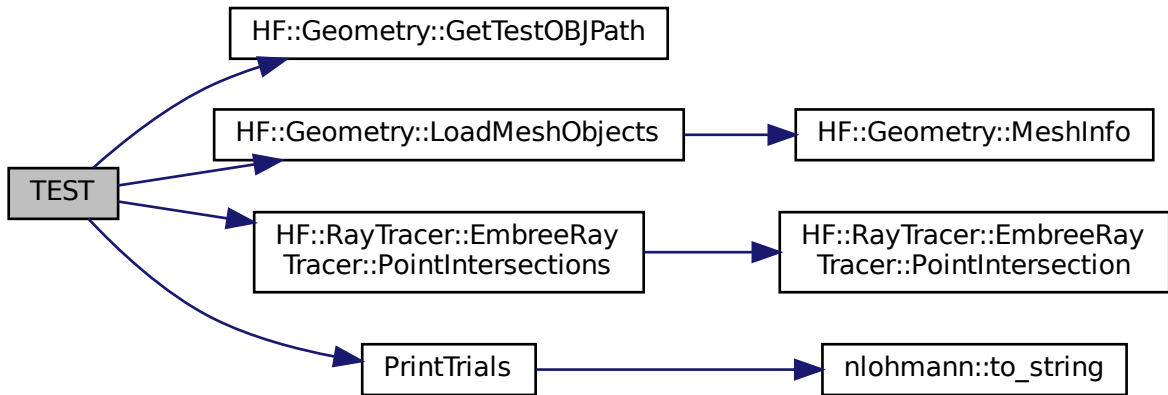 HF::Geometry::GetTestOBJPath
HF::Geometry::LoadMeshObjects
HF::Geometry::MeshInfo
TEST
HF::RayTracer::EmbreeRay
Tracer::PointIntersections
HF::RayTracer::EmbreeRay
Tracer::PointIntersection
PrintTrials
nlohmann::to_string